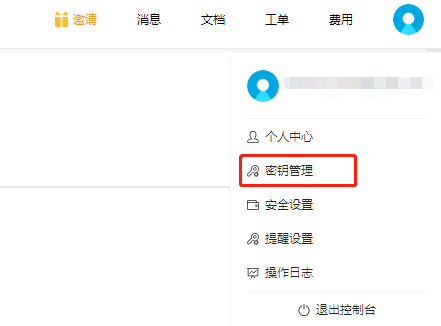 邀请 消息 文档 工单 费用
个人中心
密钥管理
安全设置
提醒设置
操作日志
退出控制台